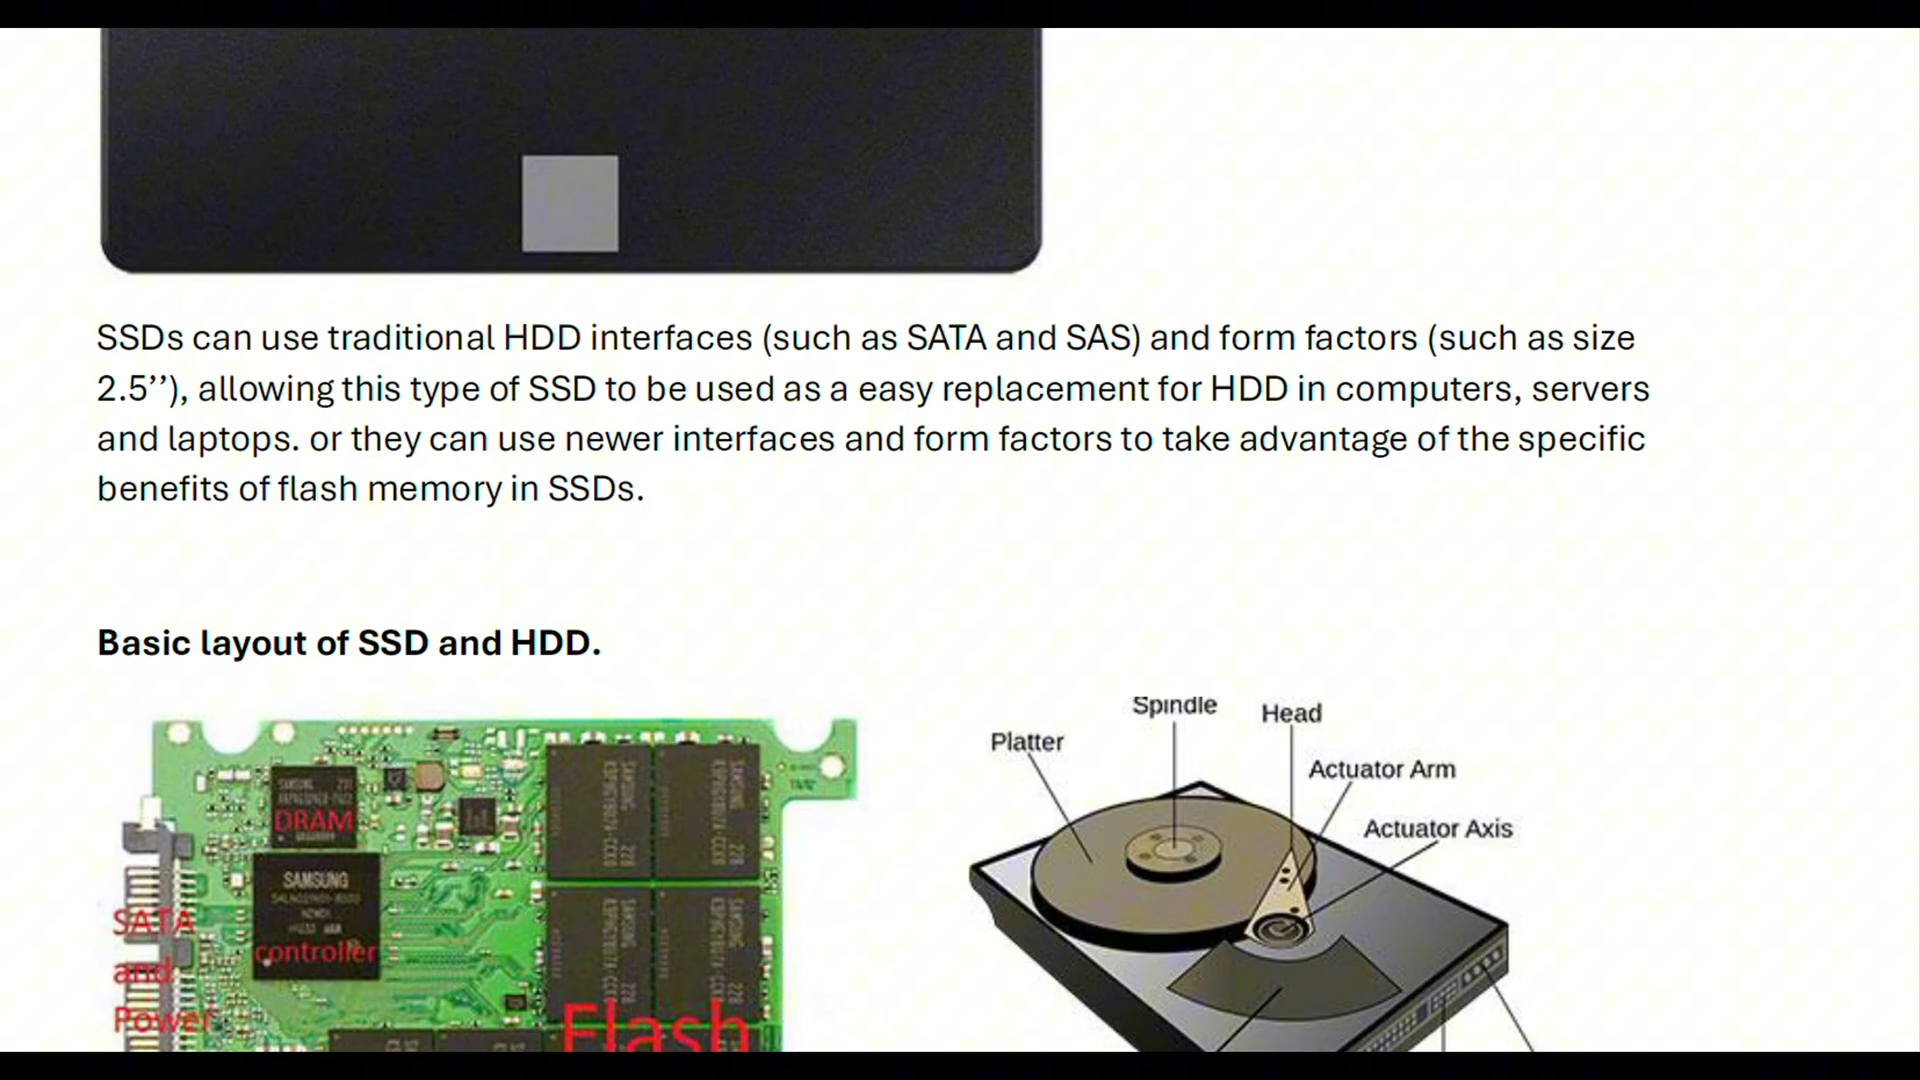 SSDs can use traditional HDD interfaces (such as SATA and SAS) and form factors (such as size
2.5’’), allowing this type of SSD to be used as a easy replacement for HDD in computers, servers
and laptops. or they can use newer interfaces and form factors to take advantage of the specific
benefits of flash memory in SSDs.
Basic layout of SSD and HDD.
SAMSUNG
DRAM
SAMSUNG
controller
SATA
and
Power
SAMSUNG
SAMSUNG
SAMSUNG
SAMSUNG
Flash
Spindle
Head
Platter
Actuator Arm
Actuator Axis